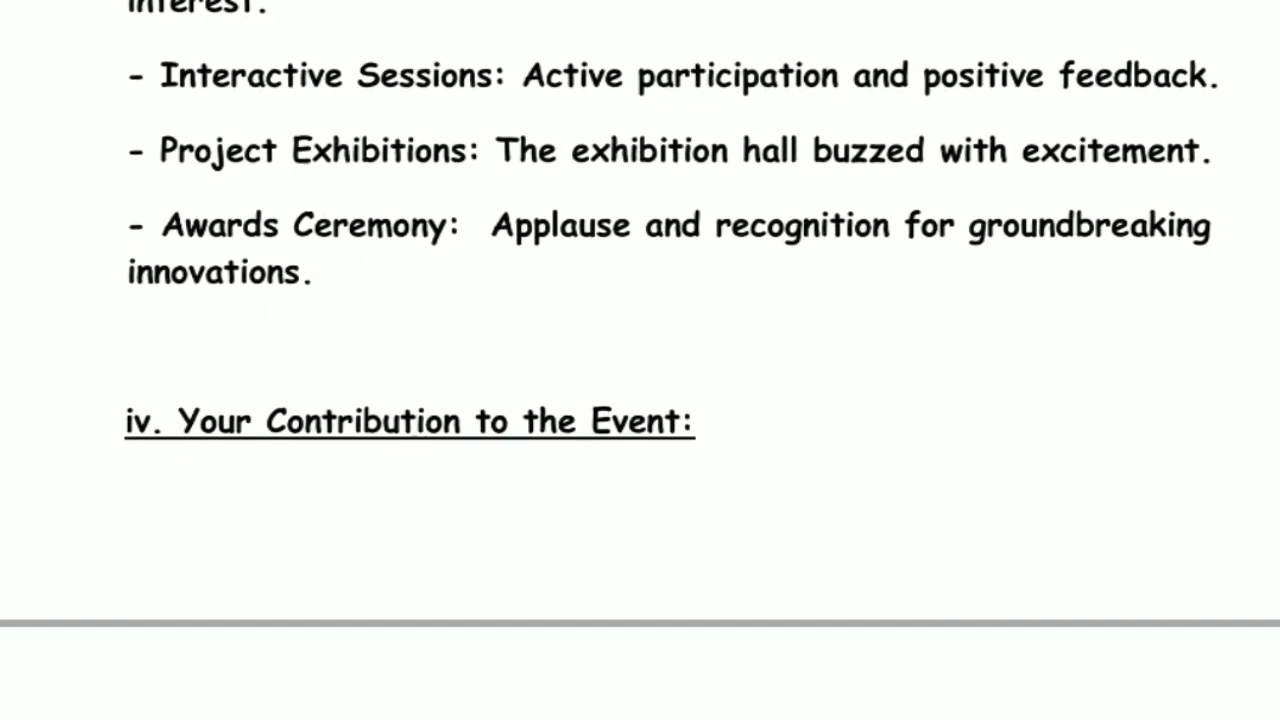 interest.
- Interactive Sessions: Active participation and positive feedback.
- Project Exhibitions: The exhibition hall buzzed with excitement.
- Awards Ceremony: Applause and recognition for groundbreaking
innovations.
iv. Your Contribution to the Event: